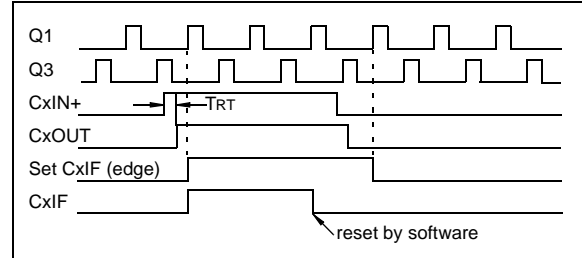 Q1
Q3
CxIN+
TRT
CxOUT
Set CxIF (edge)
CxIF
reset by software